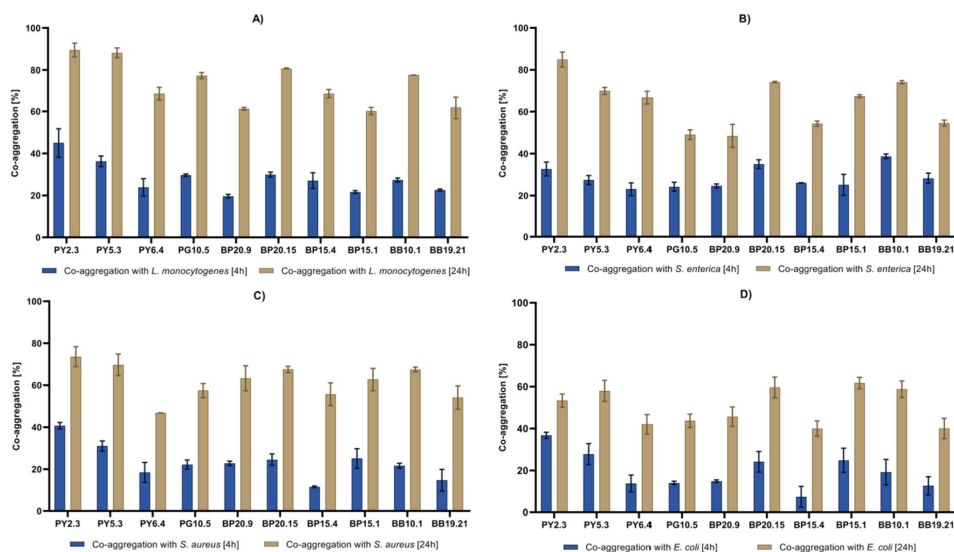 A)
Co-aggregation [%]
100
80
60
40
20
0
PY2.3 PY5.3 PY6.4 PG10.5 BP20.9 BP20.15 BP15.4 BP15.1 BB10.1 BB19.21
Co-aggregation with L. monocytogenes [4h] Co-aggregation with L. monocytogenes [24h]
B)
Co-aggregation [%]
100
80
60
40
20
0
PY2.3 PY5.3 PY6.4 PG10.5 BP20.9 BP20.15 BP15.4 BP15.1 BB10.1 BB19.21
Co-aggregation with S. enterica [4h] Co-aggregation with S. enterica [24h]
C)
Co-aggregation [%]
100
80
60
40
20
0
PY2.3 PY5.3 PY6.4 PG10.5 BP20.9 BP20.15 BP15.4 BP15.1 BB10.1 BB19.21
Co-aggregation with S. aureus [4h] Co-aggregation with S. aureus [24h]
D)
Co-aggregation [%]
100
80
60
40
20
0
PY2.3 PY5.3 PY6.4 PG10.5 BP20.9 BP20.15 BP15.4 BP15.1 BB10.1 BB19.21
Co-aggregation with E. coli [4h] Co-aggregation with E. coli [24h]